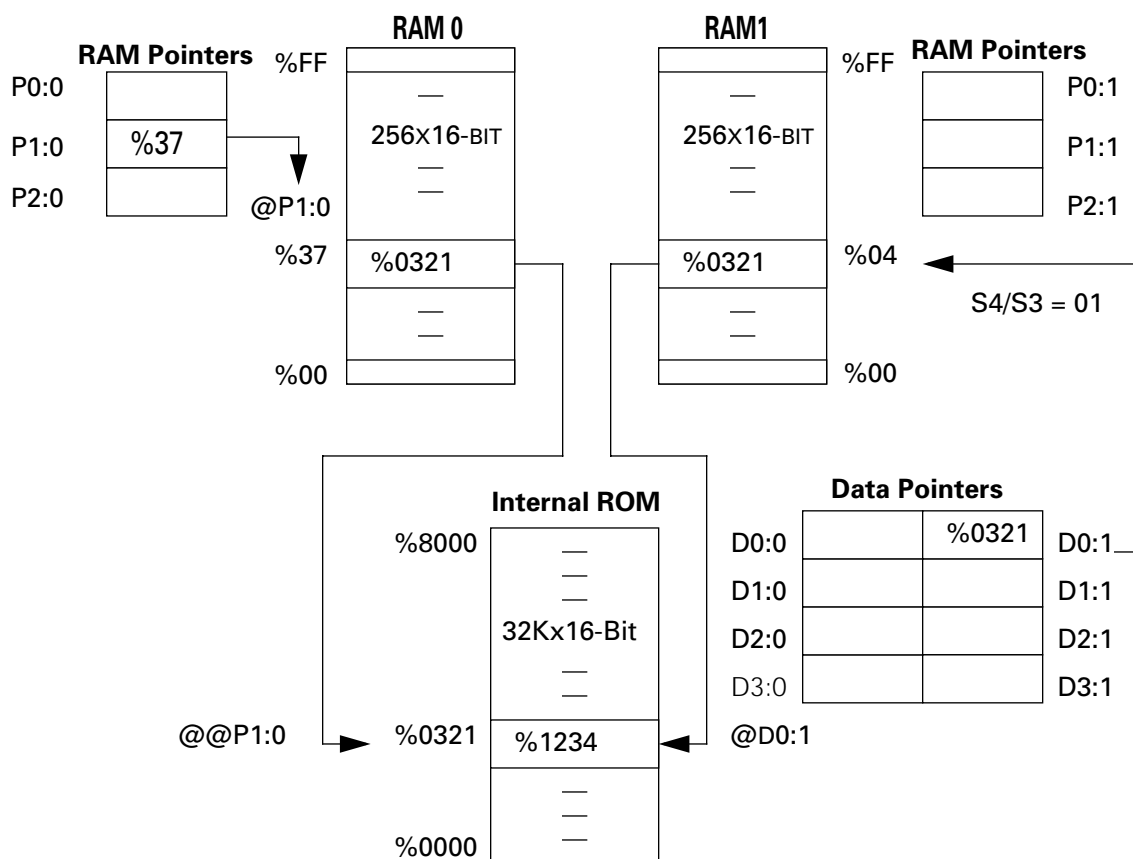 RAM 0
RAM1
RAM Pointers
%FF
%FF
RAM Pointers
P0:0
P0:1
256X16-BIT
256X16-BIT
P1:0
%37
P1:1
P2:0
@P1:0
P2:1
%37
%0321
%0321
%04
S4/S3 = 01
%00
%00
Internal ROM
Data Pointers
%8000
D0:0
%0321
D0:1
D1:0
D1:1
32Kx16-Bit
D2:0
D2:1
D3:0
D3:1
@@P1:0
%0321
%1234
@D0:1
%0000